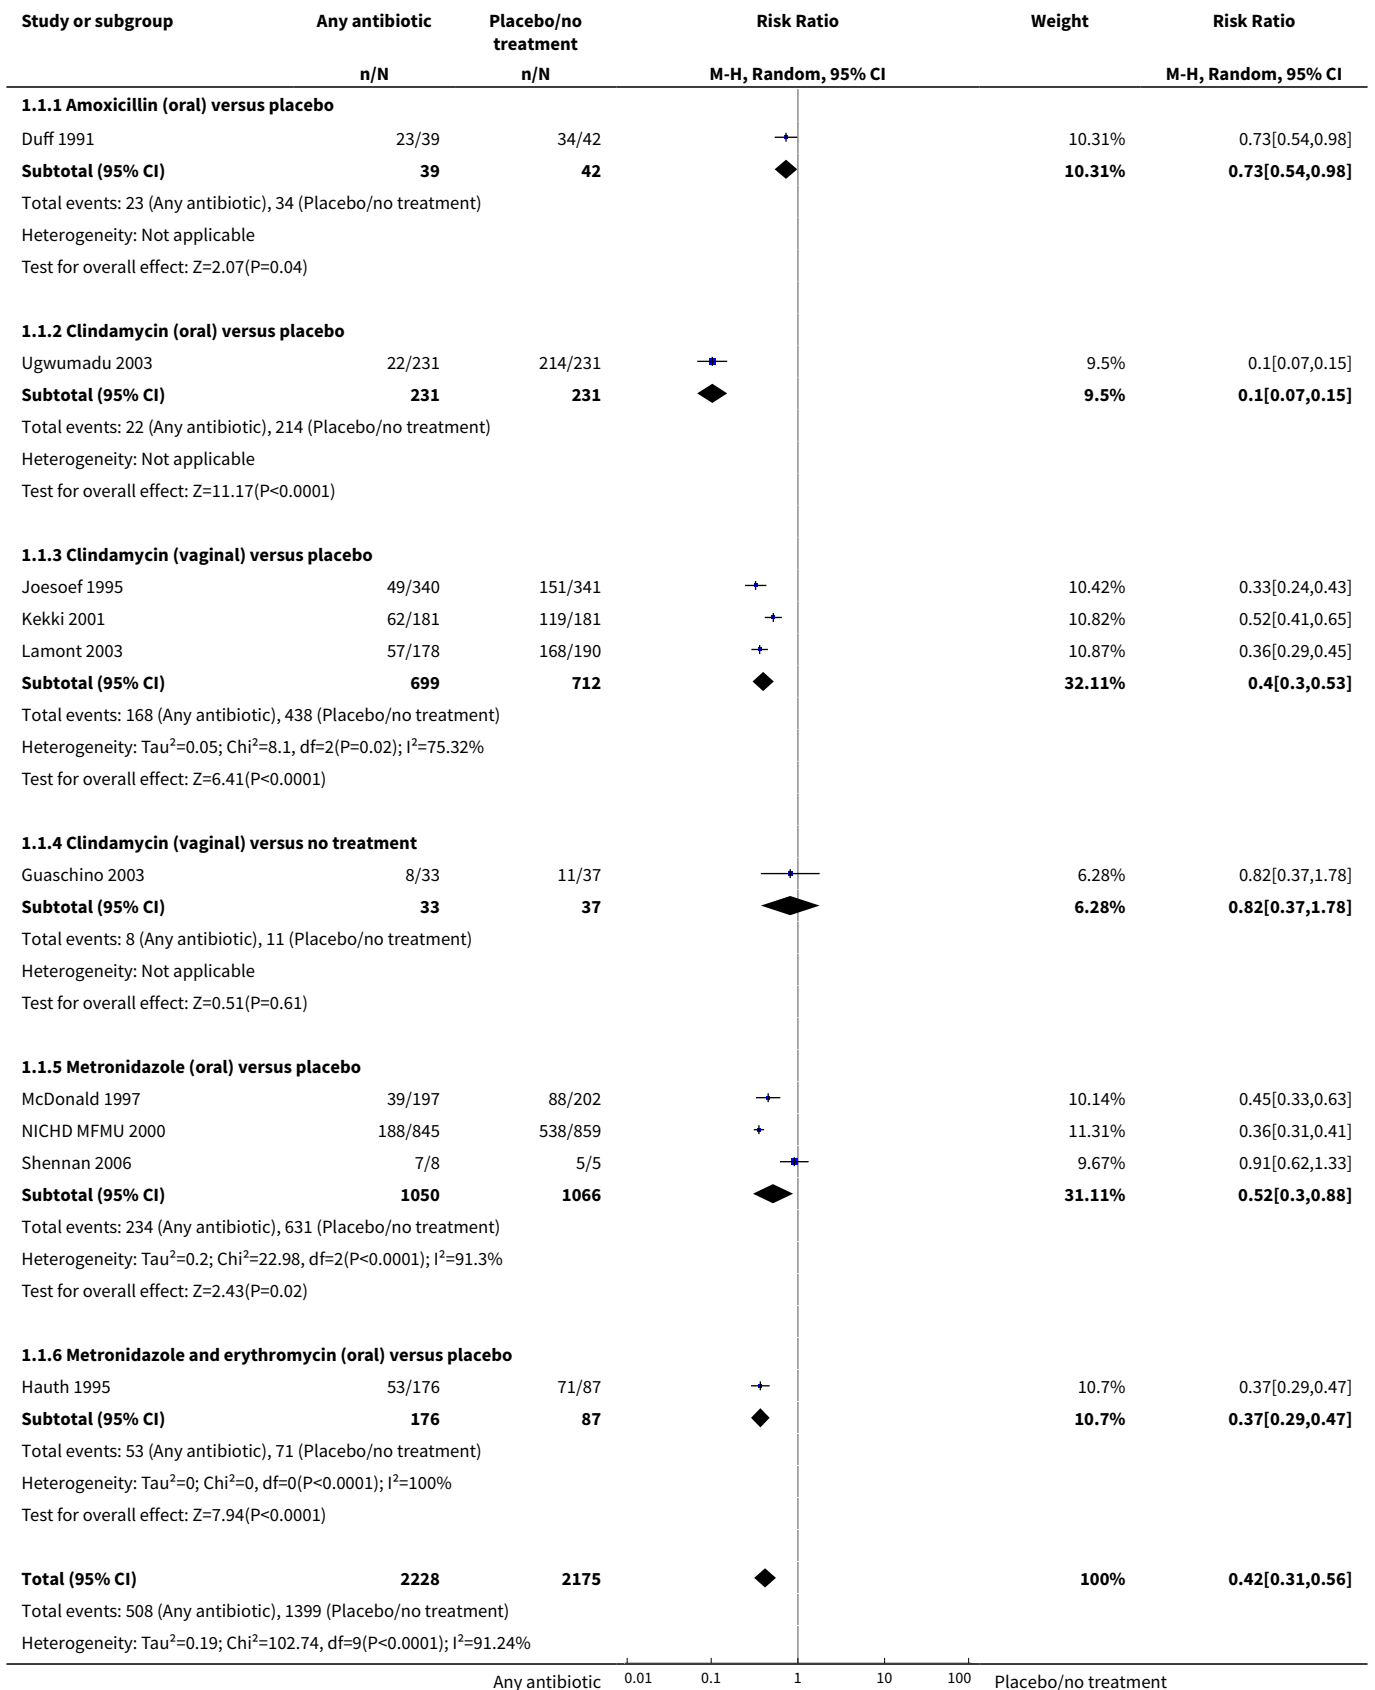 Study or subgroup Any antibiotic Placebo/no treatment Risk Ratio Weight Risk Ratio
n/N n/N M-H, Random, 95% CI M-H, Random, 95% CI
1.1.1 Amoxicillin (oral) versus placebo
Duff 1991 23/39 34/42 10.31% 0.73[0.54,0.98]
Subtotal (95% CI) 39 42 10.31% 0.73[0.54,0.98]
Total events: 23 (Any antibiotic), 34 (Placebo/no treatment)
Heterogeneity: Not applicable
Test for overall effect: Z=2.07(P=0.04)
1.1.2 Clindamycin (oral) versus placebo
Ugwumadu 2003 22/231 214/231 9.5% 0.1[0.07,0.15]
Subtotal (95% CI) 231 231 9.5% 0.1[0.07,0.15]
Total events: 22 (Any antibiotic), 214 (Placebo/no treatment)
Heterogeneity: Not applicable
Test for overall effect: Z=11.17(P<0.0001)
1.1.3 Clindamycin (vaginal) versus placebo
Joesoef 1995 49/340 151/341 10.42% 0.33[0.24,0.43]
Kekki 2001 62/181 119/181 10.82% 0.52[0.41,0.65]
Lamont 2003 57/178 168/190 10.87% 0.36[0.29,0.45]
Subtotal (95% CI) 699 712 32.11% 0.4[0.3,0.53]
Total events: 168 (Any antibiotic), 438 (Placebo/no treatment)
Heterogeneity: Tau²=0.05; Chi²=8.1, df=2(P=0.02); I²=75.32%
Test for overall effect: Z=6.41(P<0.0001)
1.1.4 Clindamycin (vaginal) versus no treatment
Guaschino 2003 8/33 11/37 6.28% 0.82[0.37,1.78]
Subtotal (95% CI) 33 37 6.28% 0.82[0.37,1.78]
Total events: 8 (Any antibiotic), 11 (Placebo/no treatment)
Heterogeneity: Not applicable
Test for overall effect: Z=0.51(P=0.61)
1.1.5 Metronidazole (oral) versus placebo
McDonald 1997 39/197 88/202 10.14% 0.45[0.33,0.63]
NICHD MFMU 2000 188/845 538/859 11.31% 0.36[0.31,0.41]
Shennan 2006 7/8 5/5 9.67% 0.91[0.62,1.33]
Subtotal (95% CI) 1050 1066 31.11% 0.52[0.3,0.88]
Total events: 234 (Any antibiotic), 631 (Placebo/no treatment)
Heterogeneity: Tau²=0.2; Chi²=22.98, df=2(P<0.0001); I²=91.3%
Test for overall effect: Z=2.43(P=0.02)
1.1.6 Metronidazole and erythromycin (oral) versus placebo
Hauth 1995 53/176 71/87 10.7% 0.37[0.29,0.47]
Subtotal (95% CI) 176 87 10.7% 0.37[0.29,0.47]
Total events: 53 (Any antibiotic), 71 (Placebo/no treatment)
Heterogeneity: Tau²=0; Chi²=0, df=0(P<0.0001); I²=100%
Test for overall effect: Z=7.94(P<0.0001)
Total (95% CI) 2228 2175 100% 0.42[0.31,0.56]
Total events: 508 (Any antibiotic), 1399 (Placebo/no treatment)
Heterogeneity: Tau²=0.19; Chi²=102.74, df=9(P<0.0001); I²=91.24%
Any antibiotic 0.01 0.1 1 10 100 Placebo/no treatment